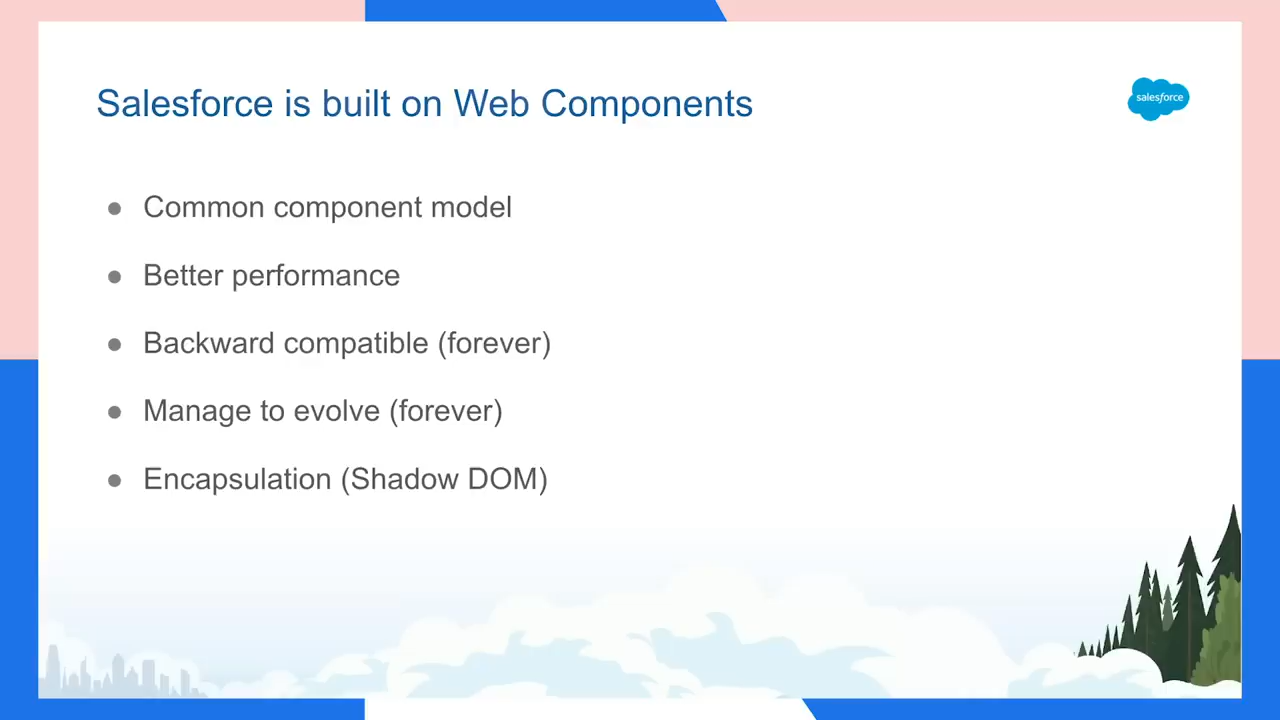 Salesforce is built on Web Components
salesforce
● Common component model
● Better performance
● Backward compatible (forever)
● Manage to evolve (forever)
● Encapsulation (Shadow DOM)